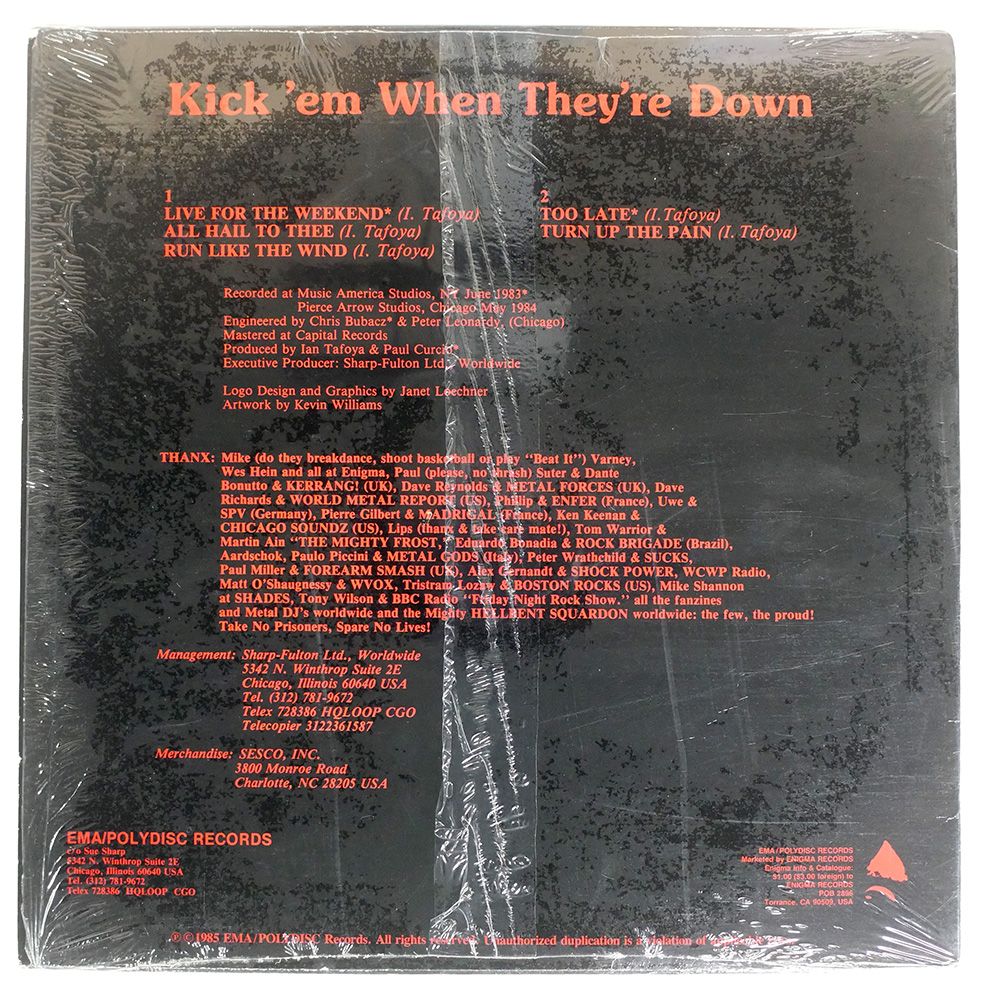 Kick 'em When They're Down
1
LIVE FOR THE WEEKEND* (I. Tafoya)
ALL HAIL TO THEE (I. Tafoya)
RUN LIKE THE WIND (I. Tafoya)
2
TOO LATE* (I. Tafoya)
TURN UP THE PAIN (I. Tafoya)
Recorded at Music America Studios, NY June 1983*
Pierce Arrow Studios, Chicago May 1984
Engineered by Chris Bubacz* & Peter Leonardy, (Chicago)
Mastered at Capital Records
Produced by Ian Tafoya & Paul Curcio*
Executive Producer: Sharp-Fulton Ltd., Worldwide
Logo Design and Graphics by Janet Loechner
Artwork by Kevin Williams
THANX: Mike (do they breakdance, shoot basketball or play "Beat It") Varney,
Wes Hein and all at Enigma, Paul (please, no thrash) Suter & Dante
Bonutto & KERRANG! (UK), Dave Reynolds & METAL FORCES (UK), Dave
Richards & WORLD METAL REPORT (US), Phillip & ENFER (France), Uwe &
SPV (Germany), Pierre Gilbert & MADRIGAL (France), Ken Keenan &
CHICAGO SOUNDZ (US), Lips (thanx & take care mate!), Tom Warrior &
Martin Ain "THE MIGHTY FROST," Eduardo Bonadia & ROCK BRIGADE (Brazil),
Aardschok, Paulo Piccini & METAL GODS (Italy), Peter Wrathchild & SUCKS,
Paul Miller & FOREARM SMASH (UK), Alex Gernandt & SHOCK POWER, WCWP Radio,
Matt O'Shaugnessy & WVOX, Tristram Lozaw & BOSTON ROCKS (US), Mike Shannon
at SHADES, Tony Wilson & BBC Radio "Friday Night Rock Show." all the fanzines
and Metal DJ's worldwide and the Mighty HELLBENT SQUARDON worldwide: the few, the proud!
Take No Prisoners, Spare No Lives!
Management: Sharp-Fulton Ltd., Worldwide
5342 N. Winthrop Suite 2E
Chicago, Illinois 60640 USA
Tel. (312) 781-9672
Telex 728386 HQLOOP CGO
Telecopier 3122361587
Merchandise: SESCO, INC.
3800 Monroe Road
Charlotte, NC 28205 USA
EMA/POLYDISC RECORDS
c/o Sue Sharp
5342 N. Winthrop Suite 2E
Chicago, Illinois 60640 USA
Tel. (312) 781-9672
Telex 728386 HQLOOP CGO
EMA/POLYDISC RECORDS
Marketed by ENIGMA RECORDS
Enigma Info & Catalogue:
$1.00 ($3.00 foreign) to
ENIGMA RECORDS
POB 2896
Torrance, CA 90509, USA
℗©1985 EMA/POLYDISC Records. All rights reserved. Unauthorized duplication is a violation of